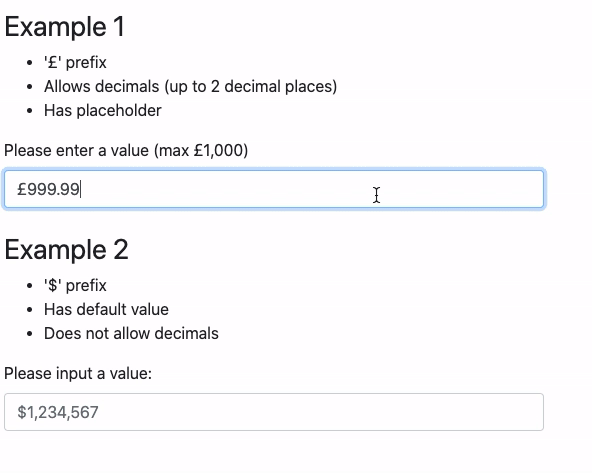 Example 1
• '£' prefix
• Allows decimals (up to 2 decimal places)
• Has placeholder
Please enter a value (max £1,000)
£999.99
Example 2
• '$' prefix
• Has default value
• Does not allow decimals
Please input a value:
$1,234,567